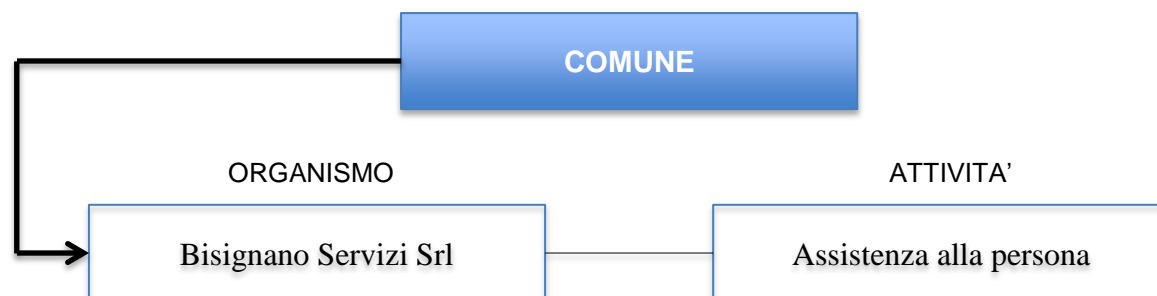 COMUNE
ORGANISMO
ATTIVITA’
Bisignano Servizi Srl
Assistenza alla persona